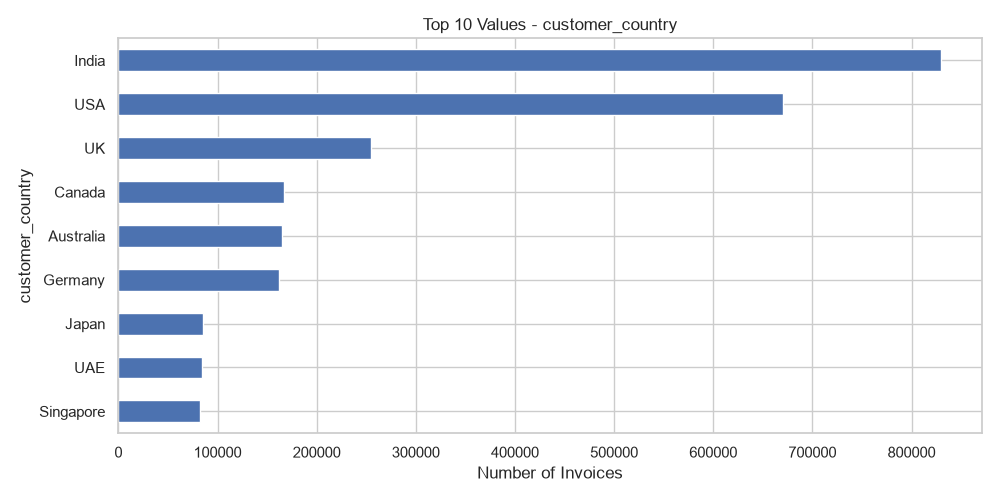 Top 10 Values - customer_country
customer_country
India
USA
UK
Canada
Australia
Germany
Japan
UAE
Singapore
0 100000 200000 300000 400000 500000 600000 700000 800000
Number of Invoices